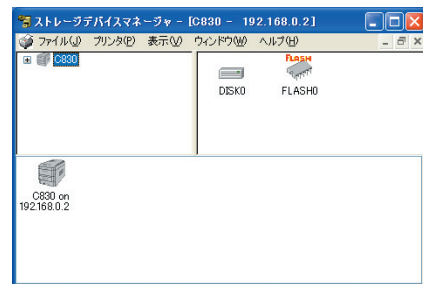 ストレージデバイスマネージャ - [C830 - 192.168.0.2]
ファイル(J) プリンタ(P) 表示(V) ウィンドウ(W) ヘルプ(H)
C830
FLASH
DISK0 FLASH0
C830 on
192.168.0.2